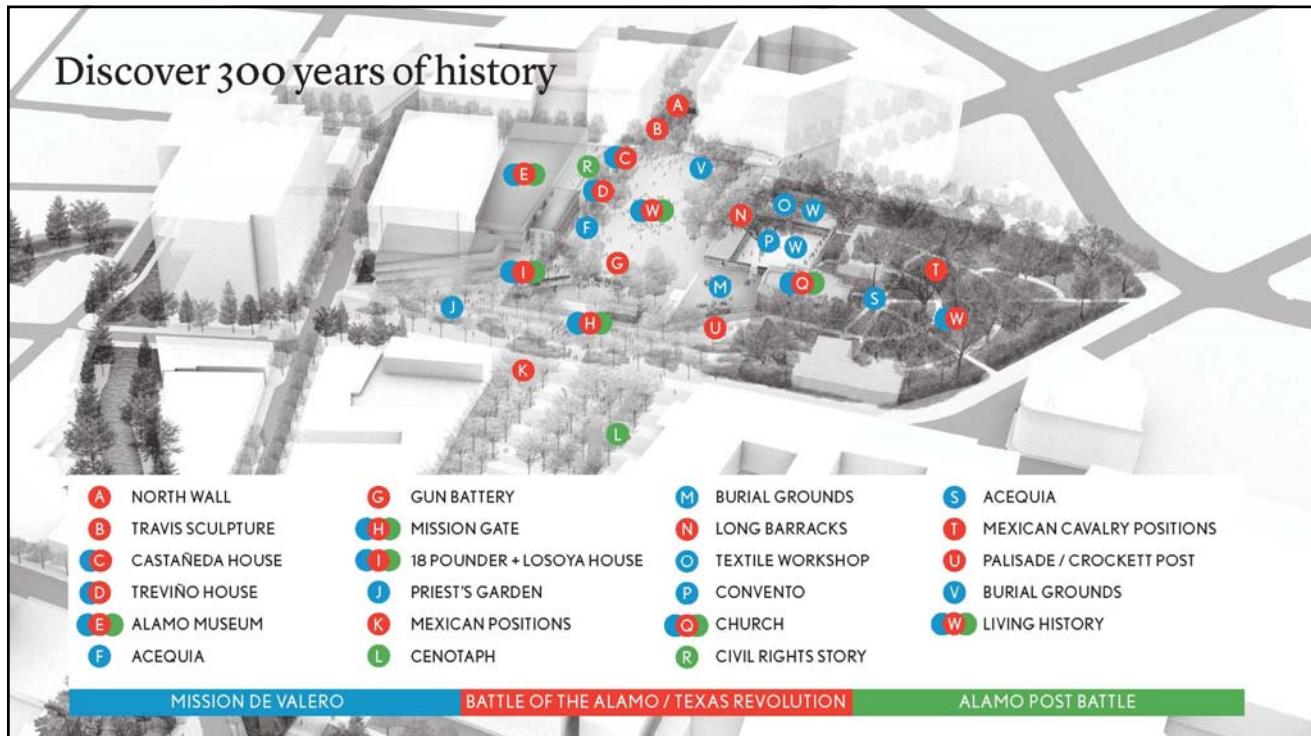 Discover 300 years of history
A
B
C
R
E
V
D
W
O
W
N
F
P
W
G
T
I
Q
M
S
J
W
H
U
K
L
A NORTH WALL
B TRAVIS SCULPTURE
C CASTAÑEDA HOUSE
D TREVIÑO HOUSE
E ALAMO MUSEUM
F ACEQUIA
G GUN BATTERY
H MISSION GATE
I 18 POUNDER + LOSOYA HOUSE
J PRIEST'S GARDEN
K MEXICAN POSITIONS
L CENOTAPH
M BURIAL GROUNDS
N LONG BARRACKS
O TEXTILE WORKSHOP
P CONVENTO
Q CHURCH
R CIVIL RIGHTS STORY
S ACEQUIA
T MEXICAN CAVALRY POSITIONS
U PALISADE / CROCKETT POST
V BURIAL GROUNDS
W LIVING HISTORY
MISSION DE VALERO
BATTLE OF THE ALAMO / TEXAS REVOLUTION
ALAMO POST BATTLE